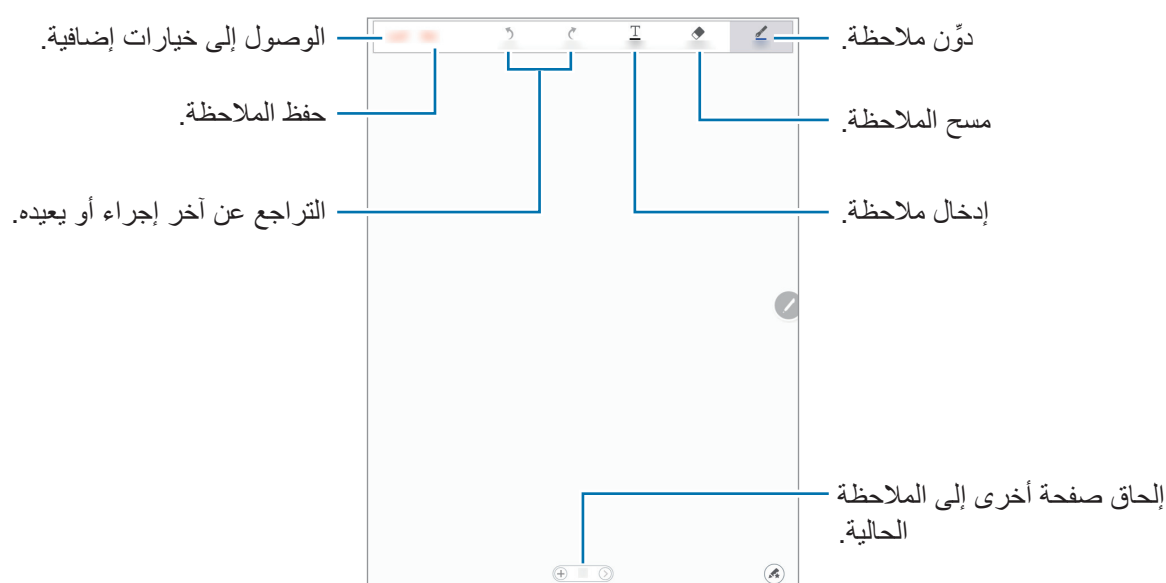 دوِّن ملاحظة.
الوصول إلى خيارات إضافية.
مسح الملاحظة.
حفظ الملاحظة.
إدخال ملاحظة.
التراجع عن آخر إجراء أو يعيده.
إلحاق صفحة أخرى إلى الملاحظة
الحالية.
T